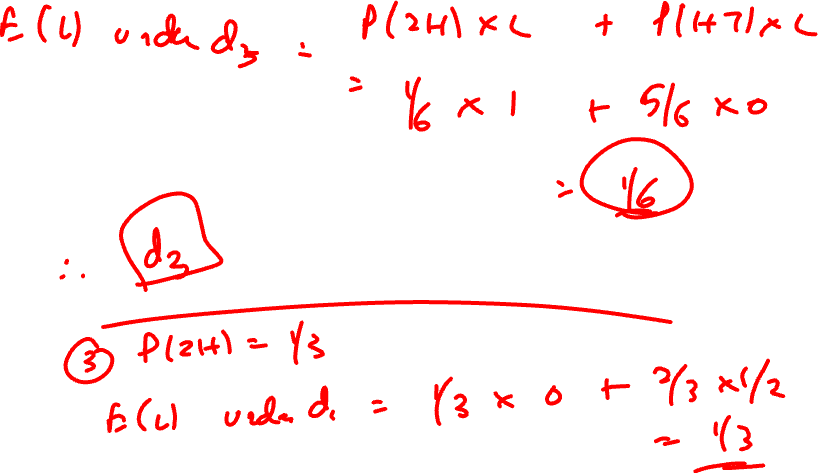 E(L) under d3 = P(2H) × L + P(HT) × L
= 1/6 × 1 + 5/6 × 0
= 1/6
∴ d3
③ P(2H) = 1/3
E(L) under d1 = 1/3 × 0 + 2/3 × 1/2
= 1/3